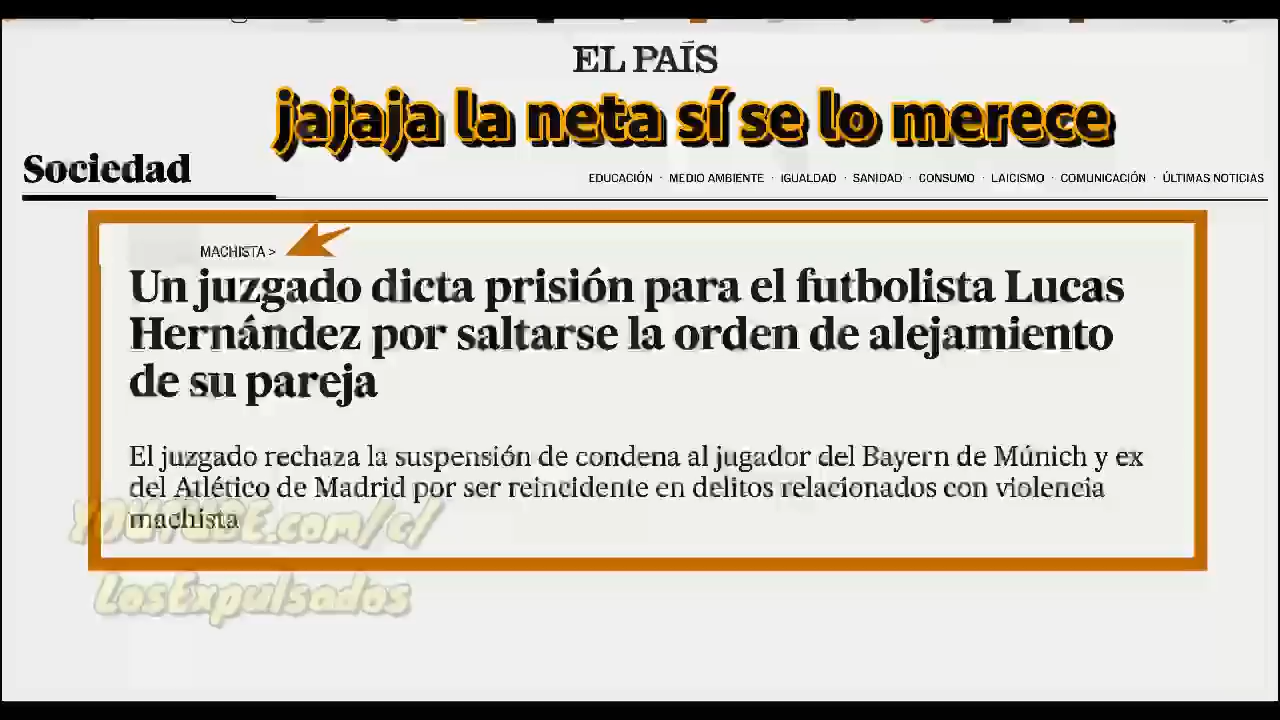 EL PAÍS
jajaja la neta sí se lo merece
Sociedad
EDUCACIÓN · MEDIO AMBIENTE · IGUALDAD · SANIDAD · CONSUMO · LAICISMO · COMUNICACIÓN · ÚLTIMAS NOTICIAS
MACHISTA >
Un juzgado dicta prisión para el futbolista Lucas
Hernández por saltarse la orden de alejamiento
de su pareja
El juzgado rechaza la suspensión de condena al jugador del Bayern de Múnich y ex
del Atlético de Madrid por ser reincidente en delitos relacionados con violencia
machista
YOUTUBE.com/c/
LosExpulsados